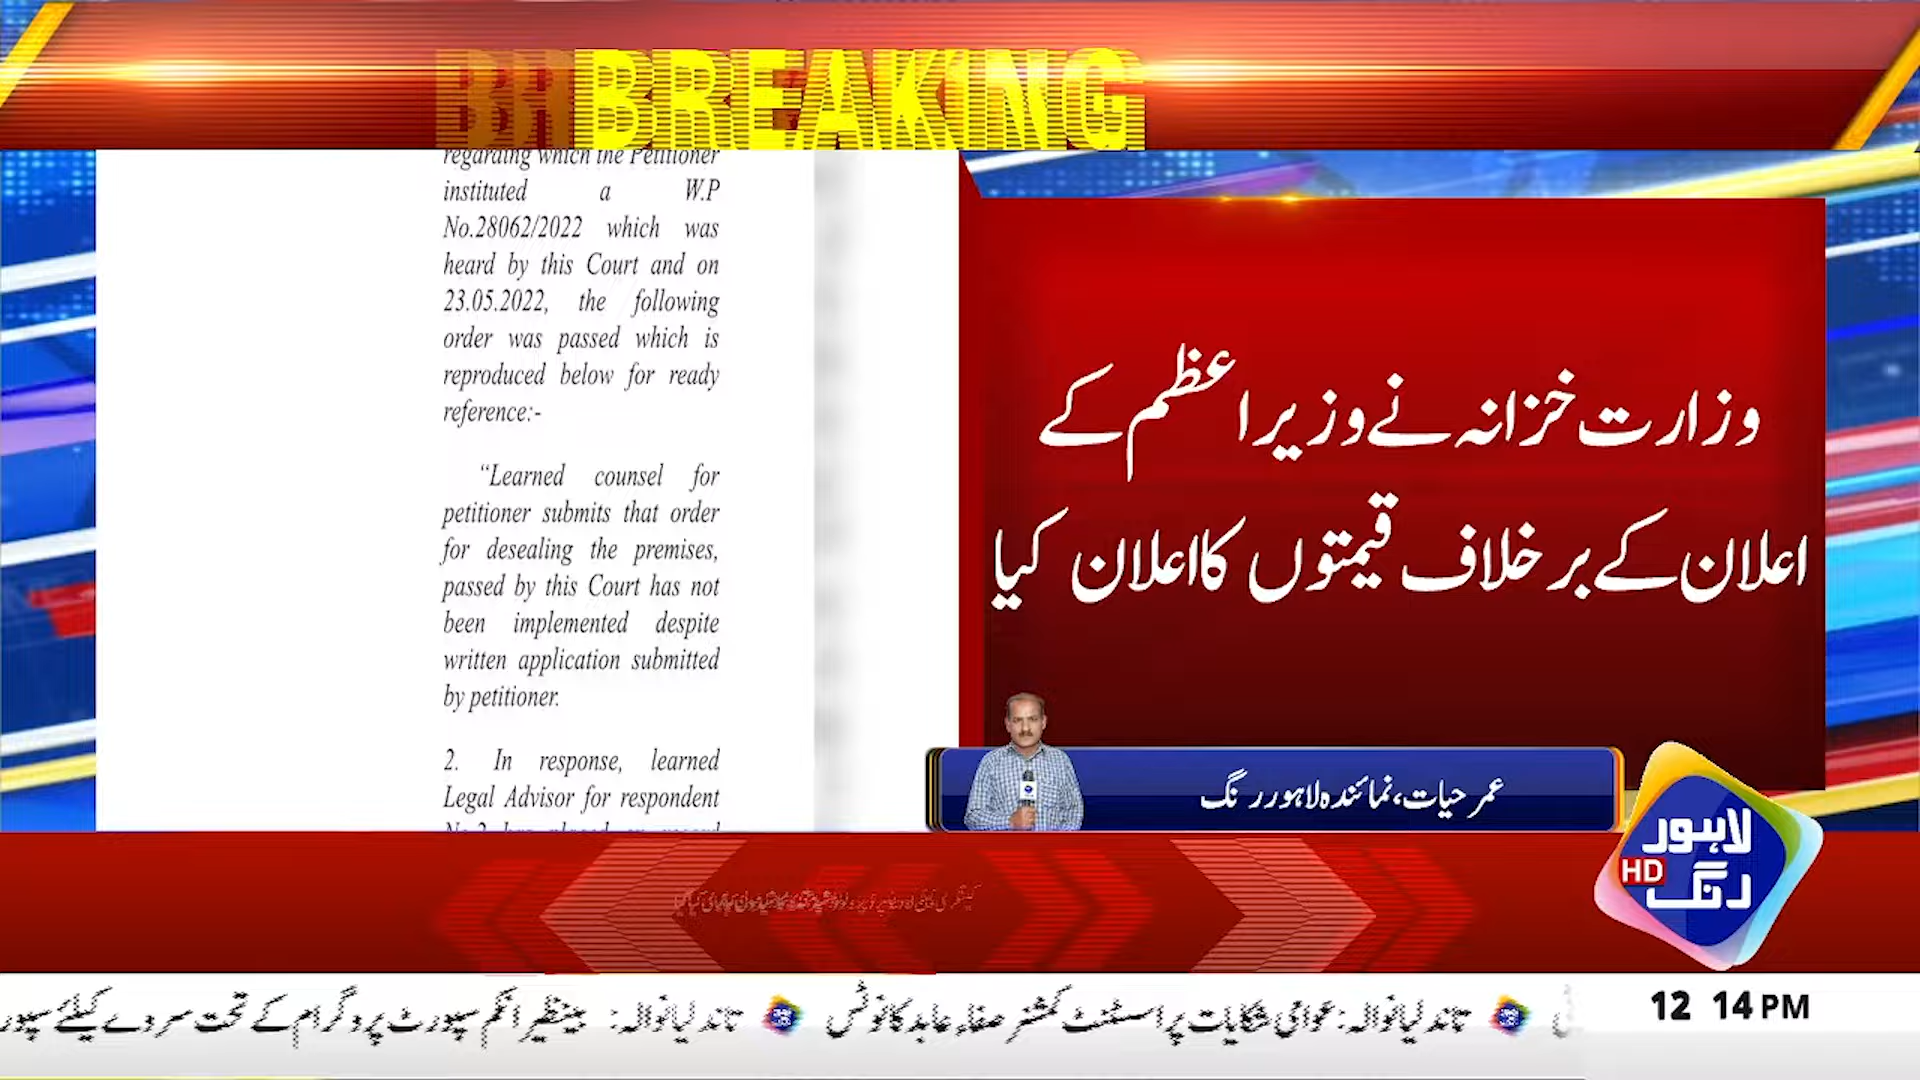 BREAKING
regarding which the Petitioner
instituted a W.P
No.28062/2022 which was
heard by this Court and on
23.05.2022, the following
order was passed which is
reproduced below for ready
reference:-
“Learned counsel for
petitioner submits that order
for desealing the premises,
passed by this Court has not
been implemented despite
written application submitted
by petitioner.
2. In response, learned
Legal Advisor for respondent
وزارت خزانہ نے وزیراعظم کے
اعلان کے برخلاف قیمتوں کا اعلان کیا
عمر حیات، نمائندہ لاہور رنگ
لاہور
HD
رنگ
تاندلیانوالہ: عوامی شکایات پر اسسٹنٹ کمشنر صفاء عابد کا نوٹس
تاندلیانوالہ: بینظیر انکم سپورٹ پروگرام کے تحت سروے کیلئے
12 14 PM